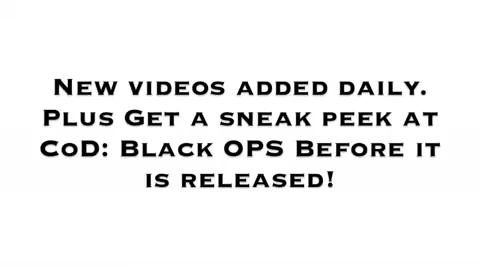 New videos added daily.
Plus Get a sneak peek at
CoD: Black OPS Before it
is released!